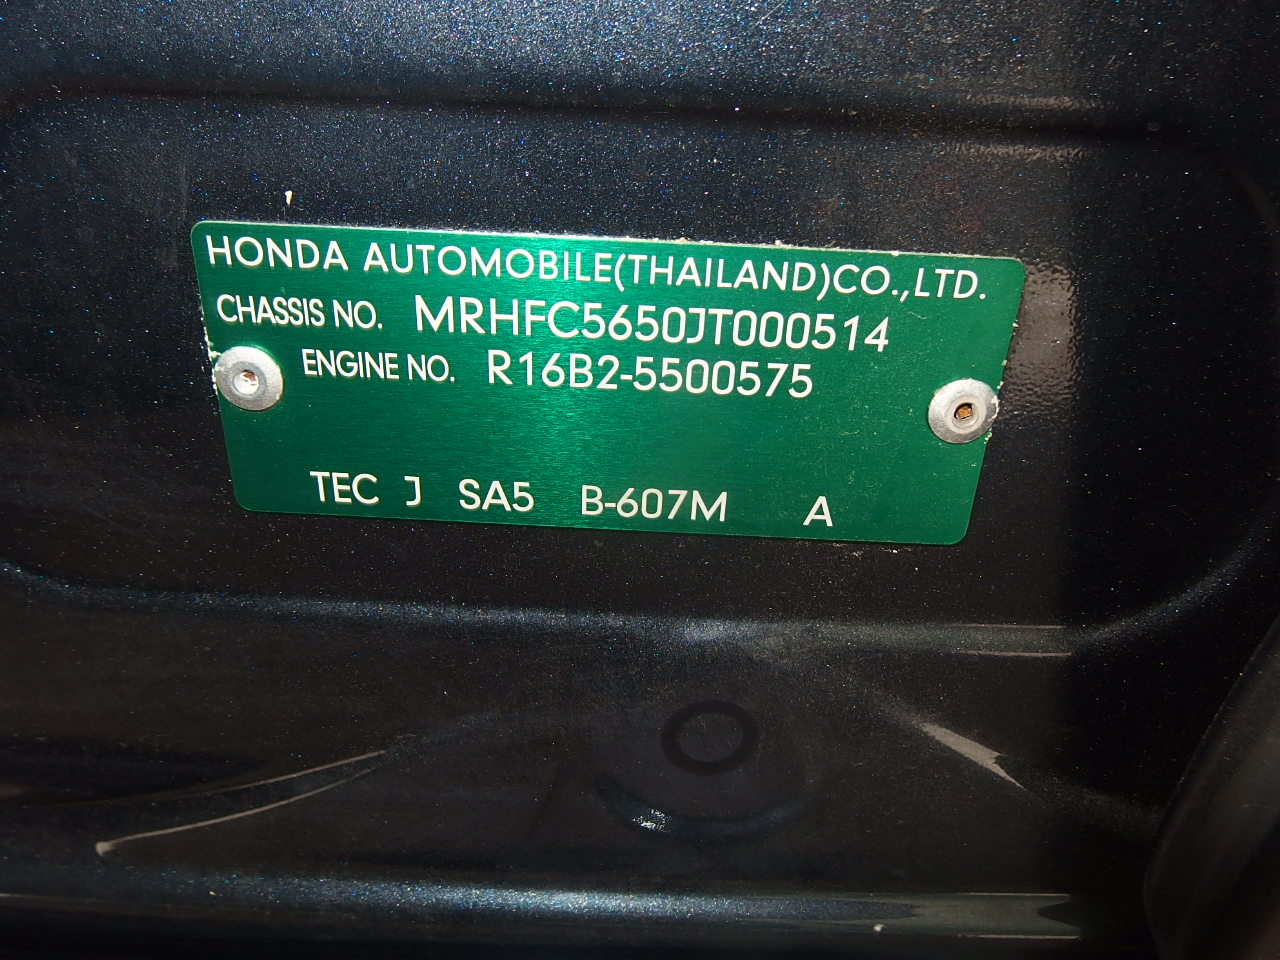 HONDA AUTOMOBILE(THAILAND)CO.,LTD.
CHASSIS NO. MRHFC5650JT000514
ENGINE NO. R16B2-5500575
TEC J SA5 B-607M A